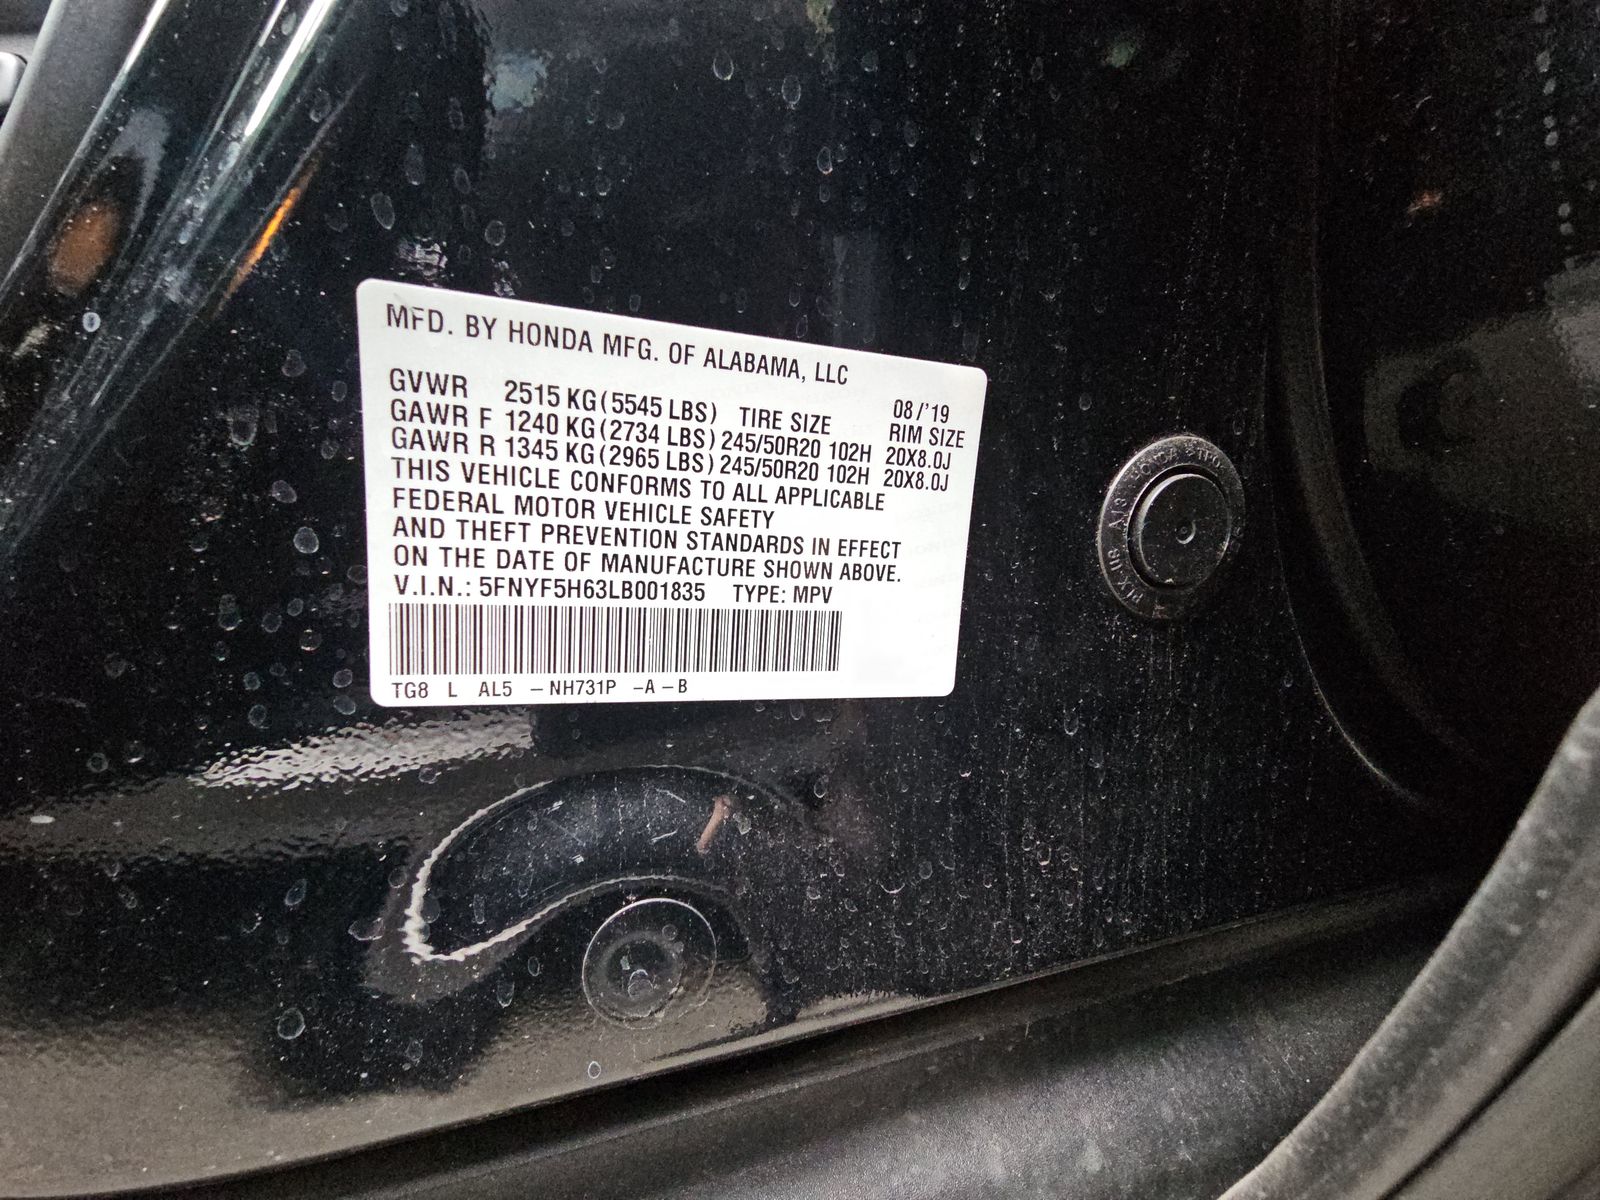 MFD. BY HONDA MFG. OF ALABAMA, LLC
08/'19
GVWR 2515 KG (5545 LBS) TIRE SIZE RIM SIZE
GAWR F 1240 KG (2734 LBS) 245/50R20 102H 20X8.0J
GAWR R 1345 KG (2965 LBS) 245/50R20 102H 20X8.0J
THIS VEHICLE CONFORMS TO ALL APPLICABLE
FEDERAL MOTOR VEHICLE SAFETY
AND THEFT PREVENTION STANDARDS IN EFFECT
ON THE DATE OF MANUFACTURE SHOWN ABOVE.
V.I.N.: 5FNYF5H63LB001835 TYPE: MPV
TG8 L AL5 -NH731P -A-B
HONDA